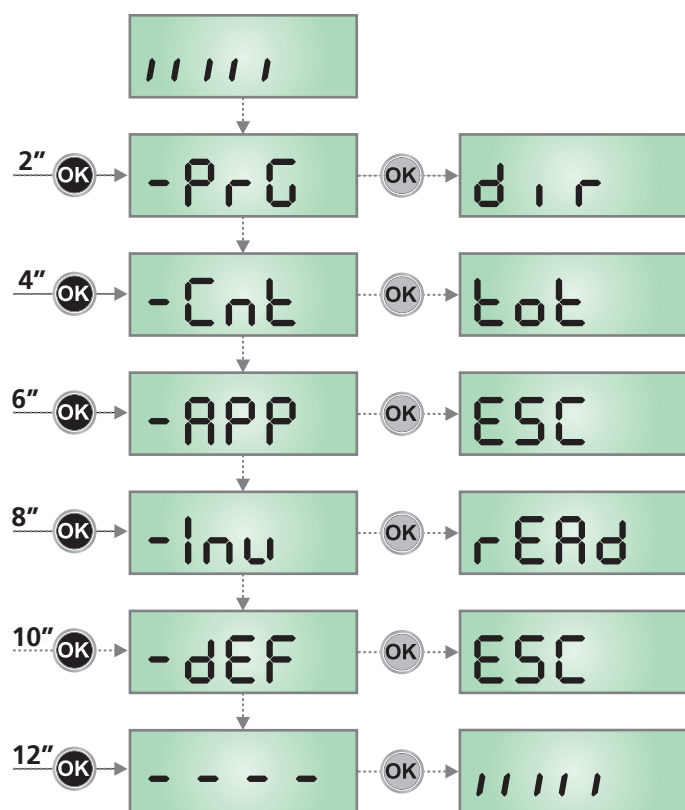 ı ı ı ı ı
2” OK -PrG OK dir
4” OK -Cnt OK tot
6” OK -APP OK ESC
8” OK -Inv OK rEAd
10” OK -dEF OK ESC
12” OK - - - - OK ı ı ı ı ı